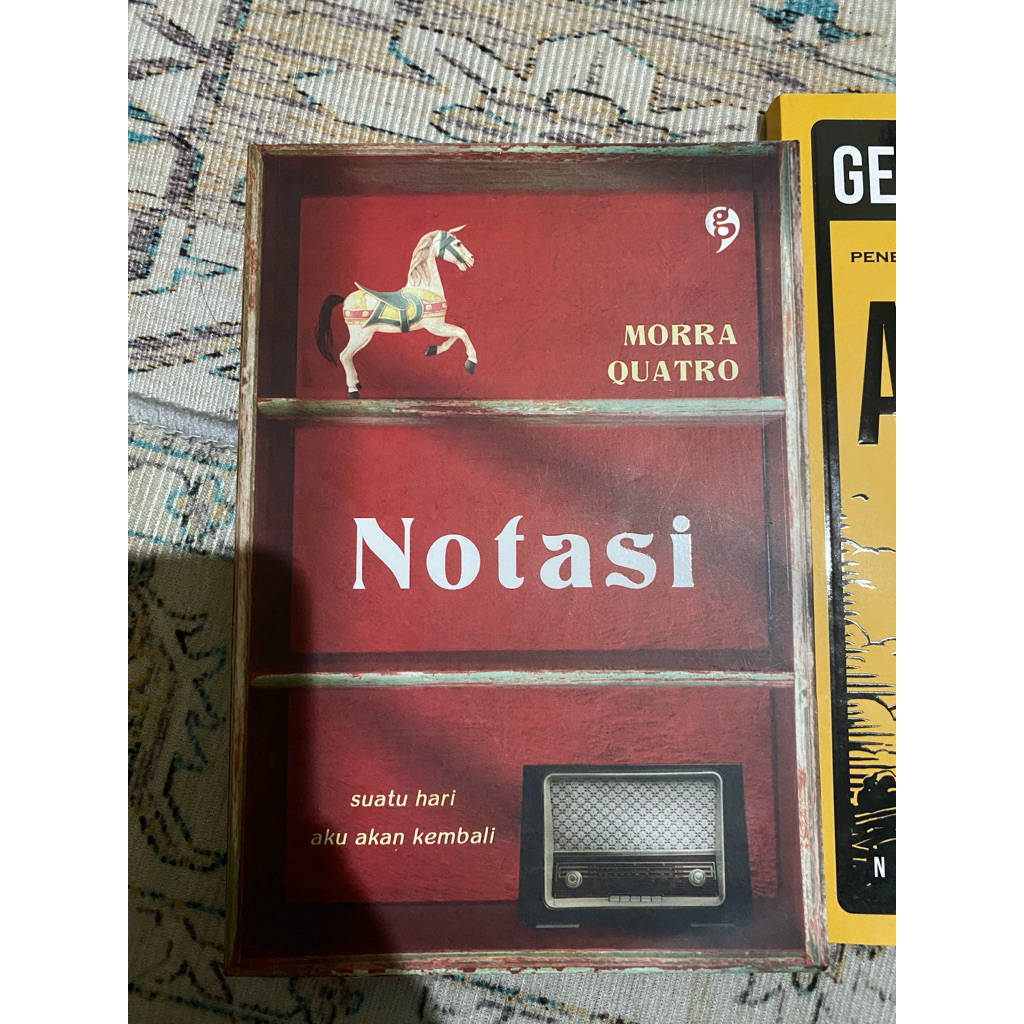 g
MORRA
QUATRO
Notasi
suatu hari
aku akan kembali
GE
PENE
A
N